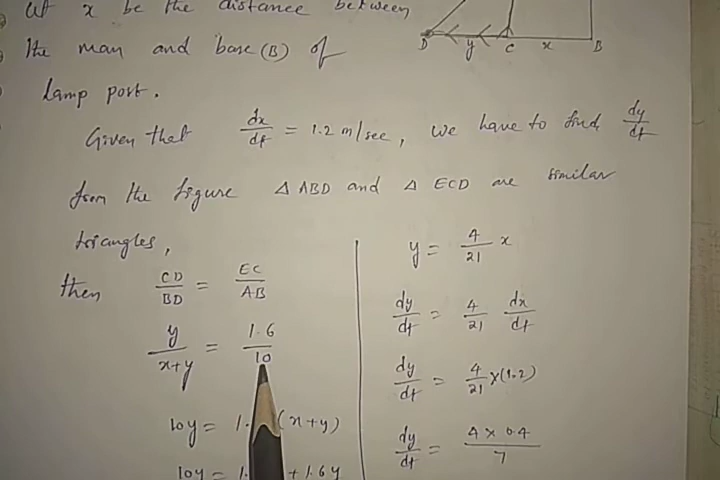 Let x be the distance between
the man and base (B) of
lamp post.
D y C x B
Given that dx/dt = 1.2 m/sec, we have to find dy/dt
from the figure Δ ABD and Δ ECD are similar
triangles,
then CD/BD = EC/AB
y/x+y = 1.6/10
10y = 1. (x+y)
10y = 1. + 1.6y
y = 4/21 x
dy/dt = 4/21 dx/dt
dy/dt = 4/21 x(1.2)
dy/dt = 4 x 0.4/7